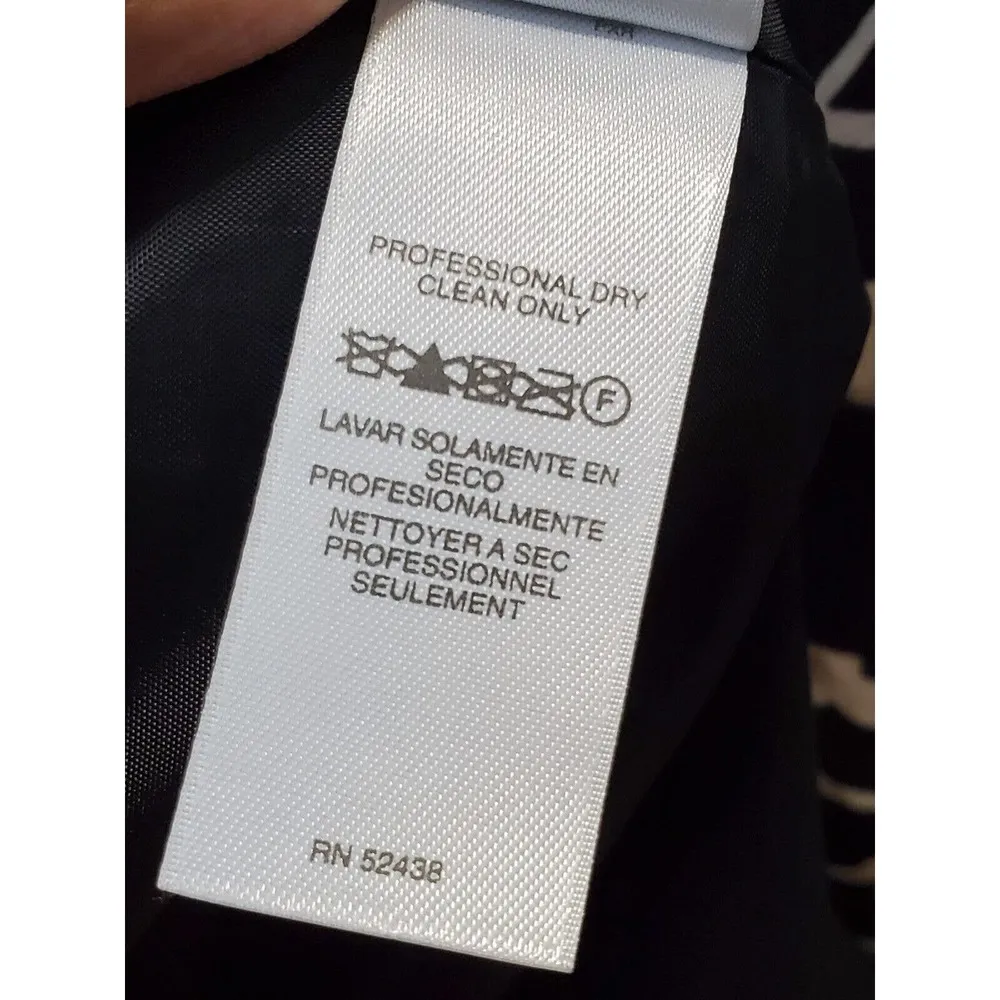 PROFESSIONAL DRY
CLEAN ONLY
F
LAVAR SOLAMENTE EN
SECO
PROFESIONALMENTE
NETTOYER A SEC
PROFESSIONNEL
SEULEMENT
RN 52438